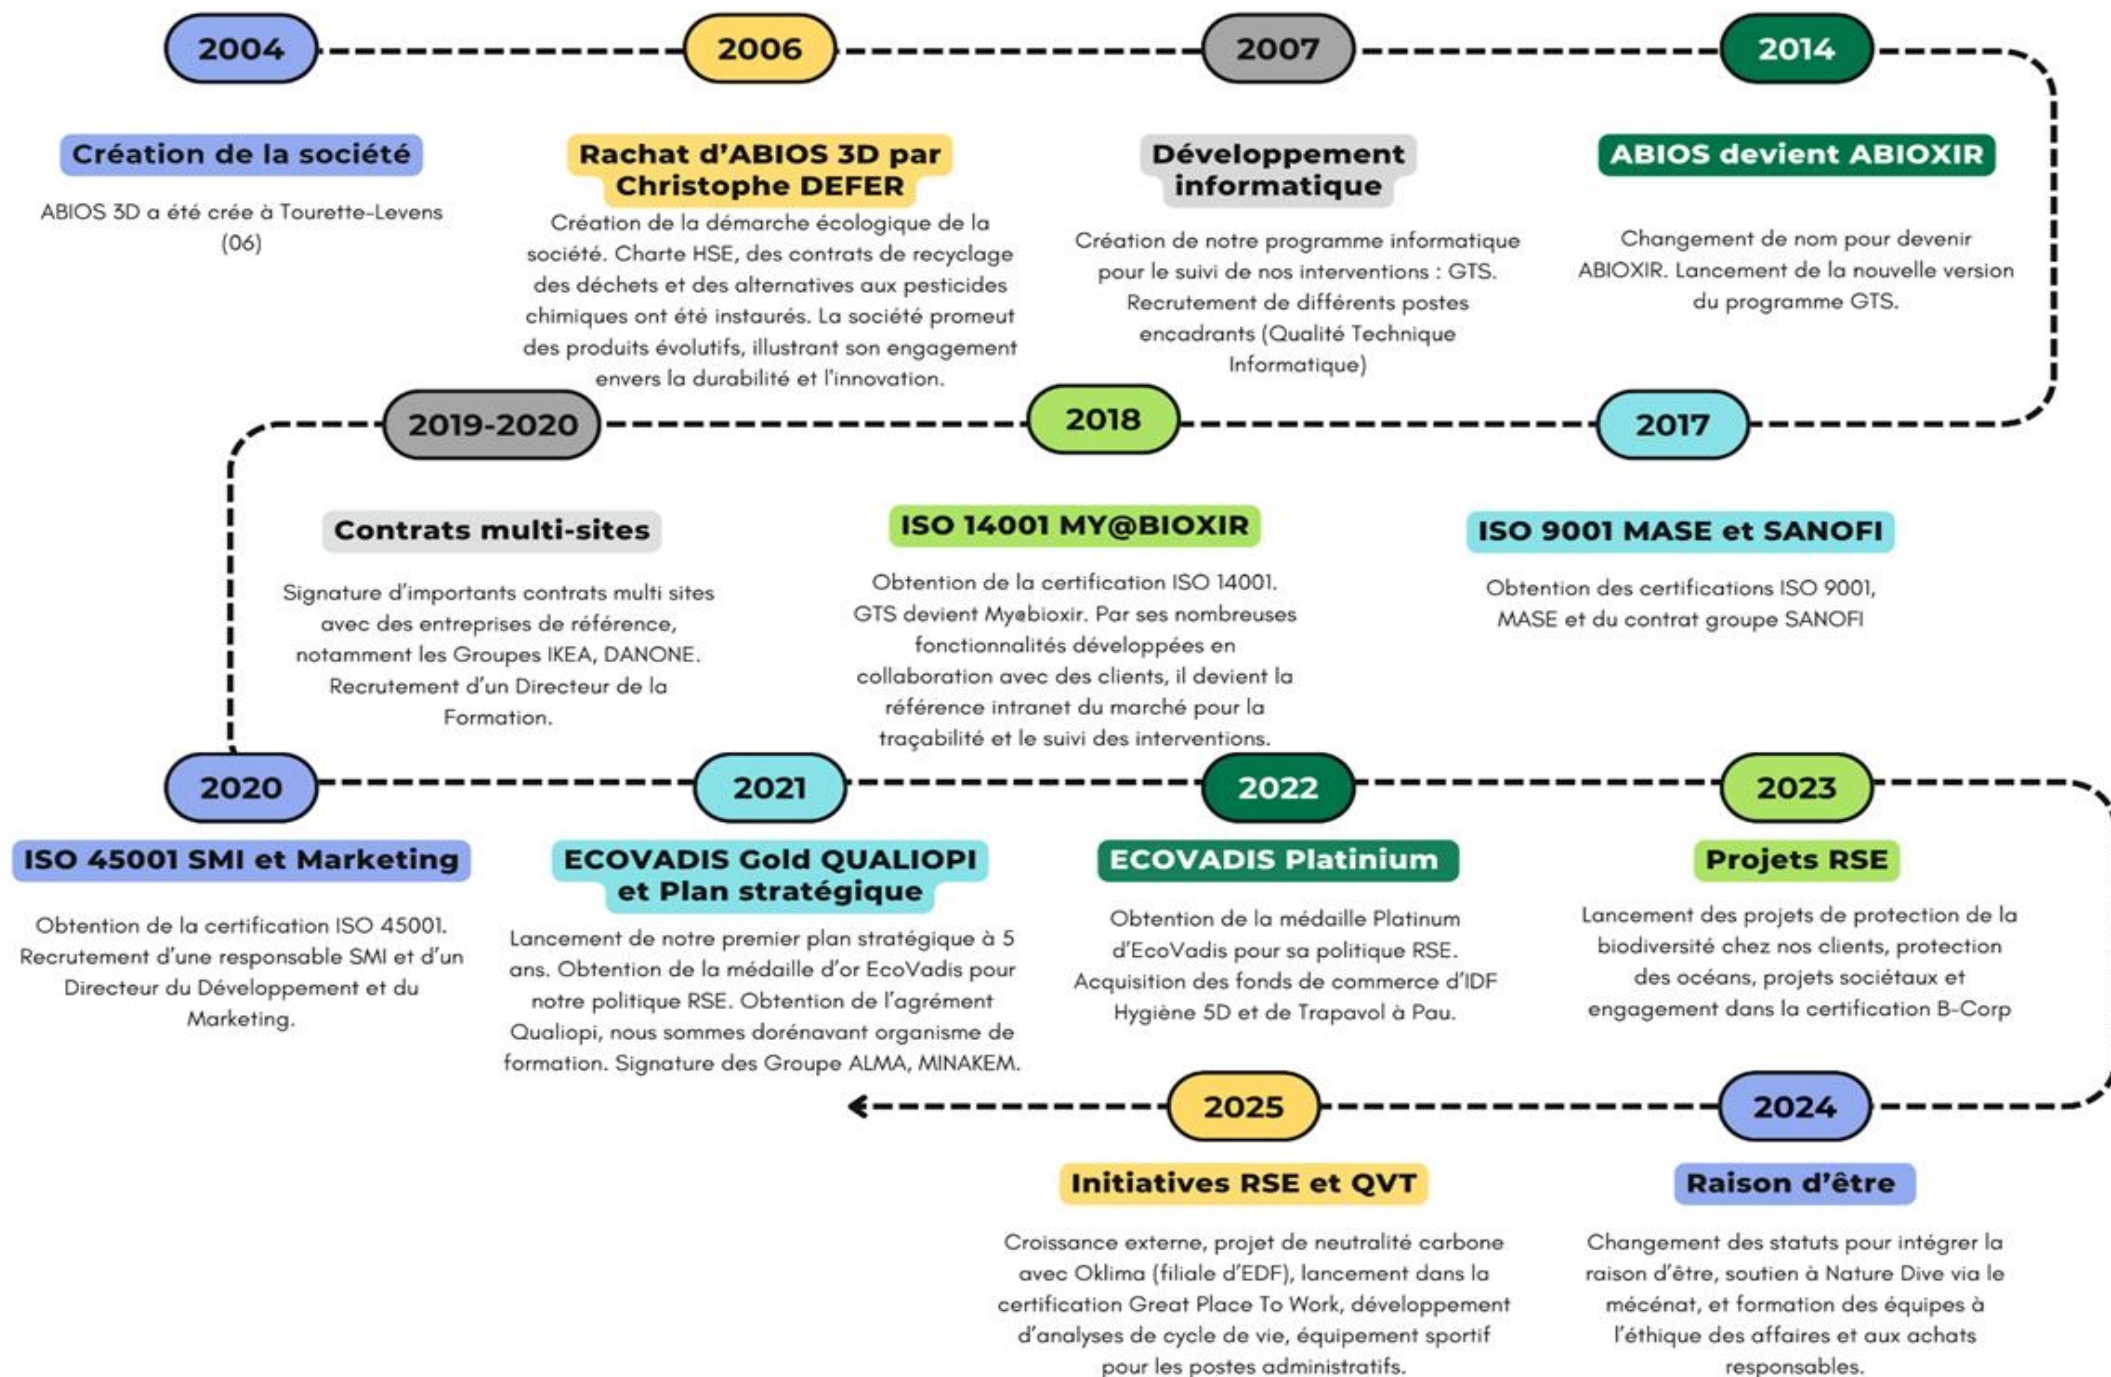 2004
Création de la société
ABIOS 3D a été crée à Tourette-Levens
(06)
2006
Rachat d'ABIOS 3D par
Christophe DEFER
Création de la démarche écologique de la
société. Charte HSE, des contrats de recyclage
des déchets et des alternatives aux pesticides
chimiques ont été instaurés. La société promeut
des produits évolutifs, illustrant son engagement
envers la durabilité et l'innovation.
2007
Développement
informatique
Création de notre programme informatique
pour le suivi de nos interventions : GTS.
Recrutement de différents postes
encadrants (Qualité Technique
Informatique)
2014
ABIOS devient ABIOXIR
Changement de nom pour devenir
ABIOXIR. Lancement de la nouvelle version
du programme GTS.
2017
ISO 9001 MASE et SANOFI
Obtention des certifications ISO 9001,
MASE et du contrat groupe SANOFI
2018
ISO 14001 MY@BIOXIR
Obtention de la certification ISO 14001.
GTS devient My@bioxir. Par ses nombreuses
fonctionnalités développées en
collaboration avec des clients, il devient la
référence intranet du marché pour la
traçabilité et le suivi des interventions.
2019-2020
Contrats multi-sites
Signature d'importants contrats multi sites
avec des entreprises de référence,
notamment les Groupes IKEA, DANONE.
Recrutement d'un Directeur de la
Formation.
2020
ISO 45001 SMI et Marketing
Obtention de la certification ISO 45001.
Recrutement d'une responsable SMI et d'un
Directeur du Développement et du
Marketing.
2021
ECOVADIS Gold QUALIOPI
et Plan stratégique
Lancement de notre premier plan stratégique à 5
ans. Obtention de la médaille d'or EcoVadis pour
notre politique RSE. Obtention de l'agrément
Qualiopi, nous sommes dorénavant organisme de
formation. Signature des Groupe ALMA, MINAKEM.
2022
ECOVADIS Platinium
Obtention de la médaille Platinum
d'EcoVadis pour sa politique RSE.
Acquisition des fonds de commerce d'IDF
Hygiène 5D et de Trapavol à Pau.
2023
Projets RSE
Lancement des projets de protection de la
biodiversité chez nos clients, protection
des océans, projets sociétaux et
engagement dans la certification B-Corp
2024
Raison d'être
Changement des statuts pour intégrer la
raison d'être, soutien à Nature Dive via le
mécénat, et formation des équipes à
l'éthique des affaires et aux achats
responsables.
2025
Initiatives RSE et QVT
Croissance externe, projet de neutralité carbone
avec Oklima (filiale d'EDF), lancement dans la
certification Great Place To Work, développement
d'analyses de cycle de vie, équipement sportif
pour les postes administratifs.